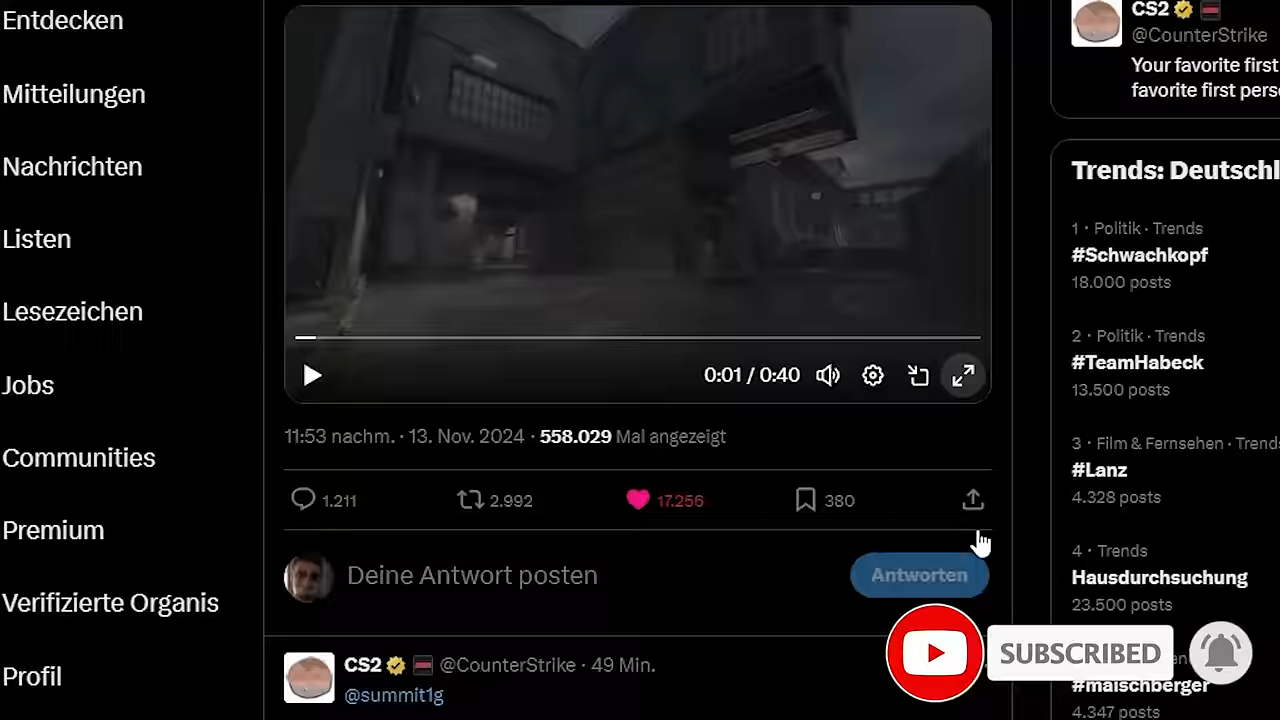 Entdecken
Mitteilungen
Nachrichten
Listen
Lesezeichen
Jobs
Communities
Premium
Verifizierte Organis
Profil
0:01 / 0:40
11:53 nachm. · 13. Nov. 2024 · 558.029 Mal angezeigt
1.211 2.992 17.256 380
Deine Antwort posten
Antworten
CS2 @CounterStrike · 49 Min.
@summit1g
CS2
@CounterStrike
Your favorite first
favorite first pers
Trends: Deutschl
1 · Politik · Trends
#Schwachkopf
18.000 posts
2 · Politik · Trends
#TeamHabeck
13.500 posts
3 · Film & Fernsehen · Trends
#Lanz
4.328 posts
4 · Trends
Hausdurchsuchung
23.500 posts
#maischberger
4.347 posts
SUBSCRIBED